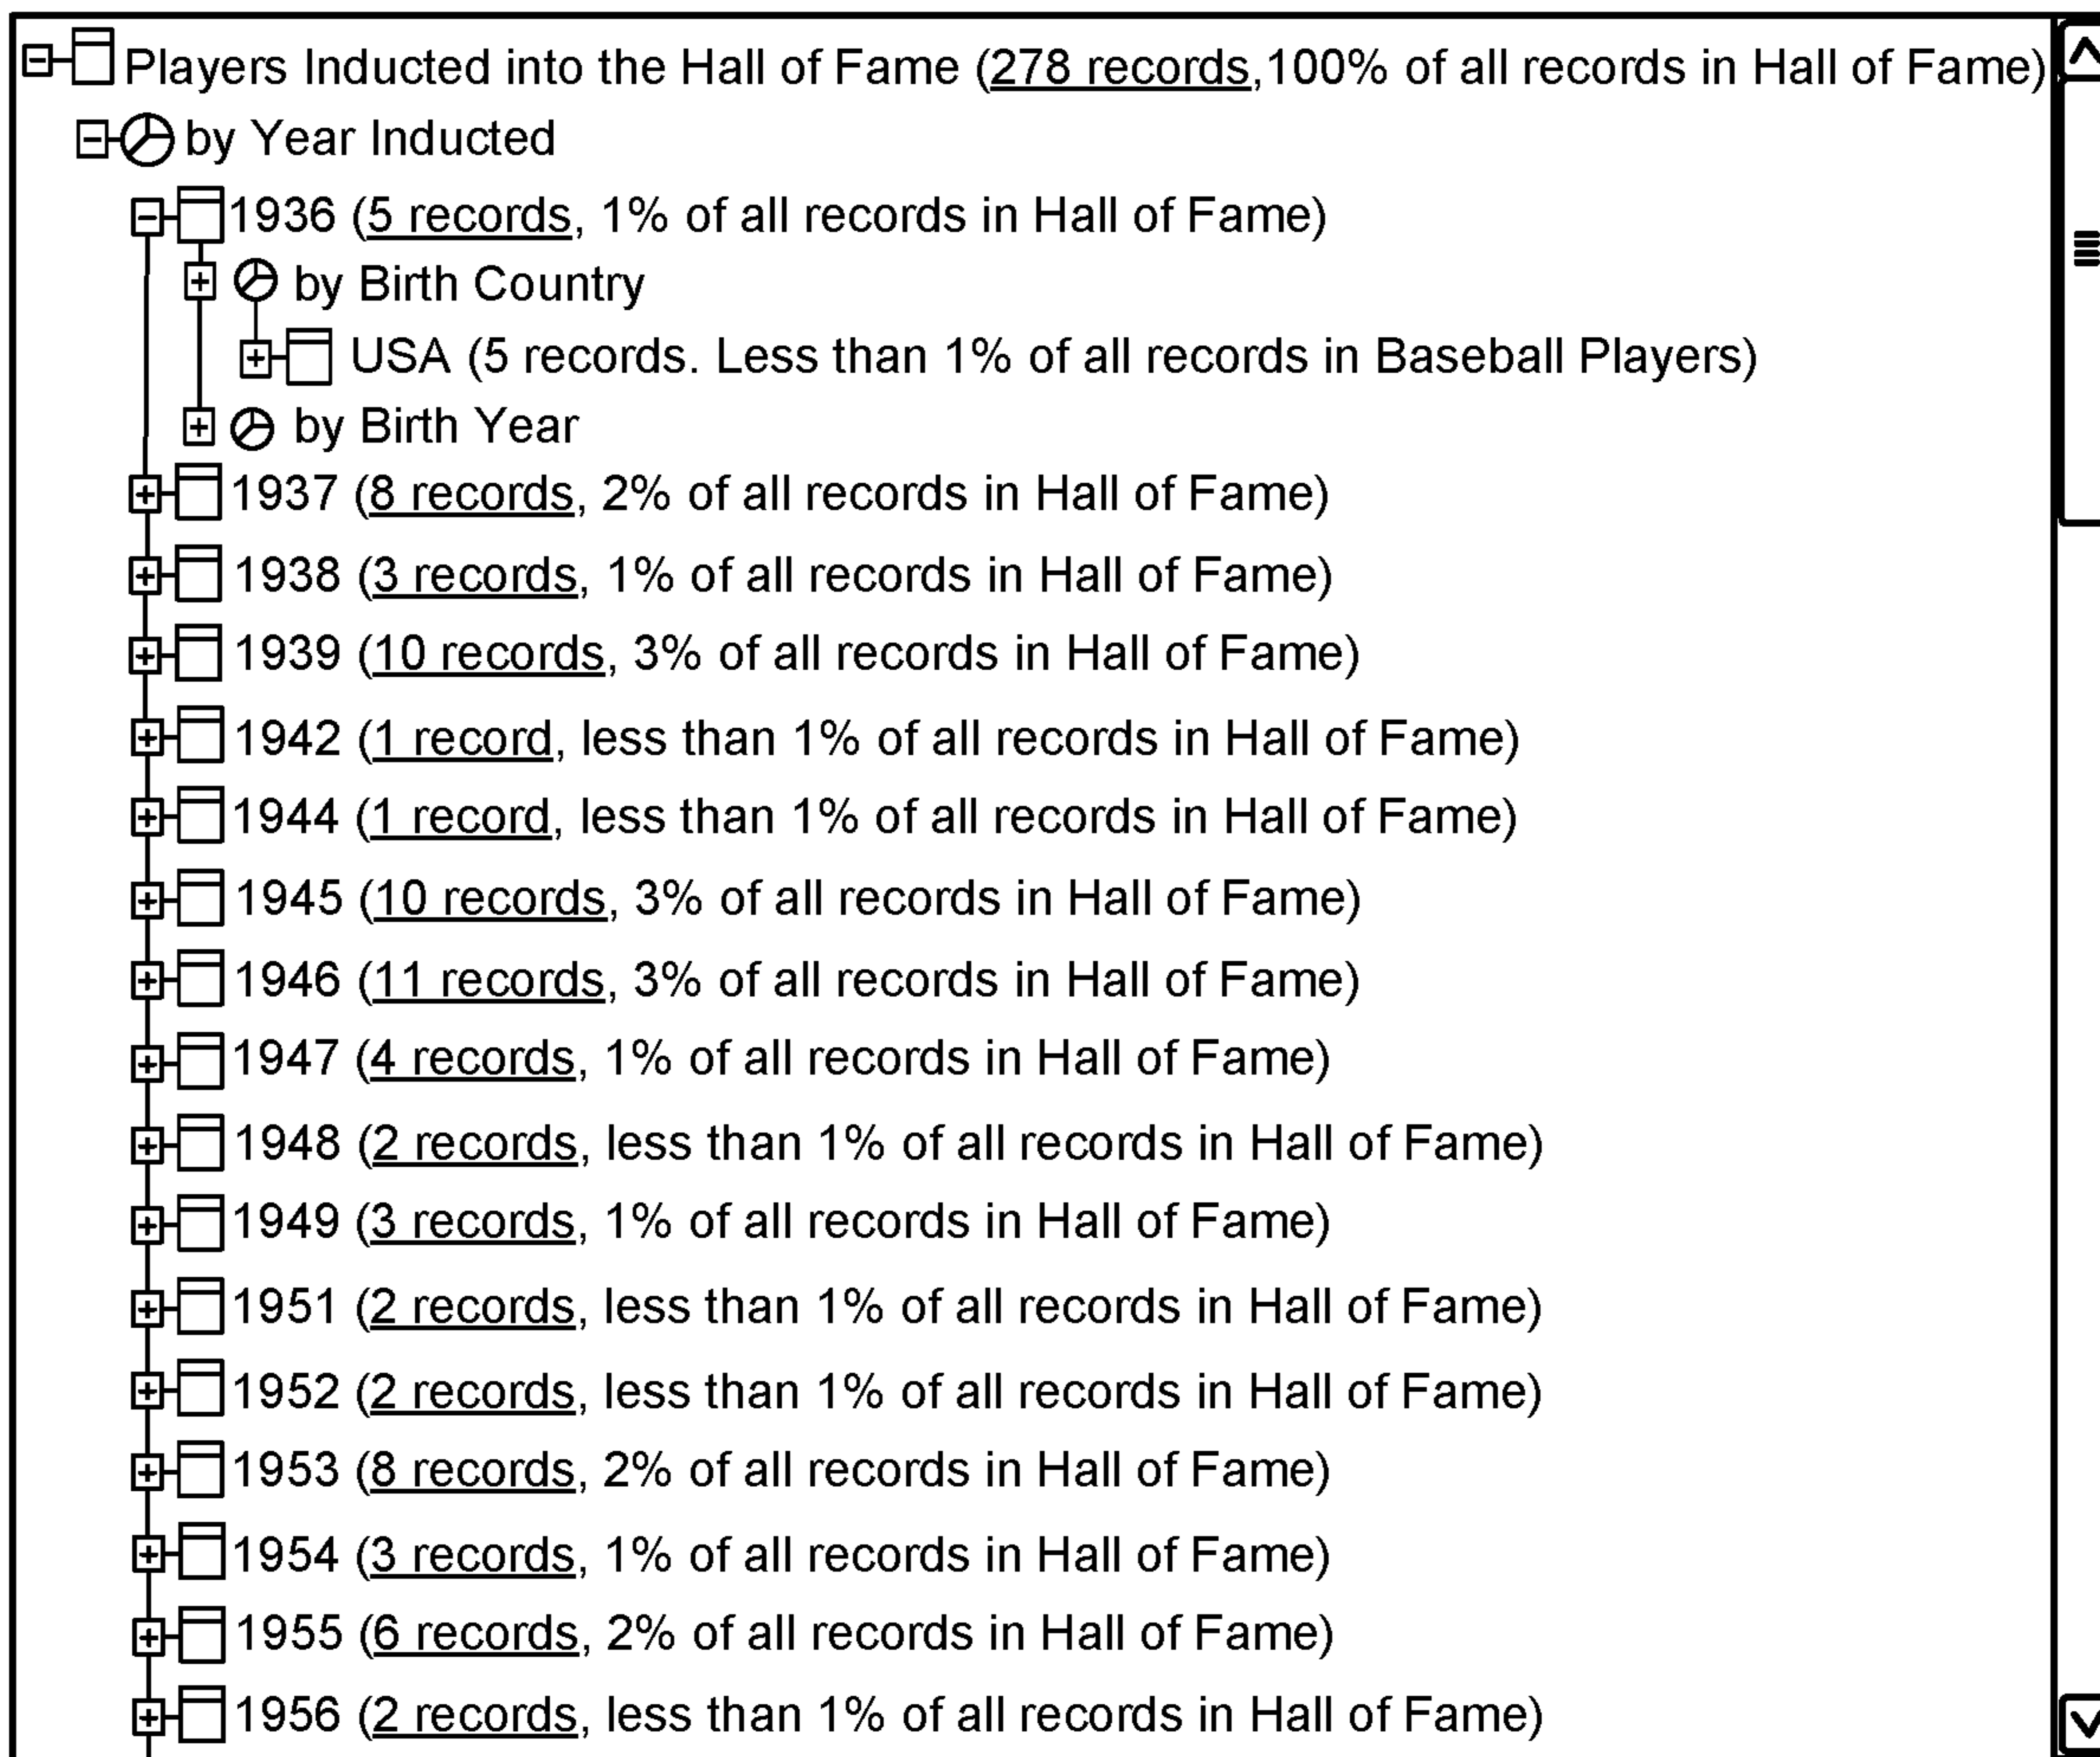 Players Inducted into the Hall of Fame (278 records,100% of all records in Hall of Fame)
by Year Inducted
1936 (5 records, 1% of all records in Hall of Fame)
by Birth Country
USA (5 records. Less than 1% of all records in Baseball Players)
by Birth Year
1937 (8 records, 2% of all records in Hall of Fame)
1938 (3 records, 1% of all records in Hall of Fame)
1939 (10 records, 3% of all records in Hall of Fame)
1942 (1 record, less than 1% of all records in Hall of Fame)
1944 (1 record, less than 1% of all records in Hall of Fame)
1945 (10 records, 3% of all records in Hall of Fame)
1946 (11 records, 3% of all records in Hall of Fame)
1947 (4 records, 1% of all records in Hall of Fame)
1948 (2 records, less than 1% of all records in Hall of Fame)
1949 (3 records, 1% of all records in Hall of Fame)
1951 (2 records, less than 1% of all records in Hall of Fame)
1952 (2 records, less than 1% of all records in Hall of Fame)
1953 (8 records, 2% of all records in Hall of Fame)
1954 (3 records, 1% of all records in Hall of Fame)
1955 (6 records, 2% of all records in Hall of Fame)
1956 (2 records, less than 1% of all records in Hall of Fame)